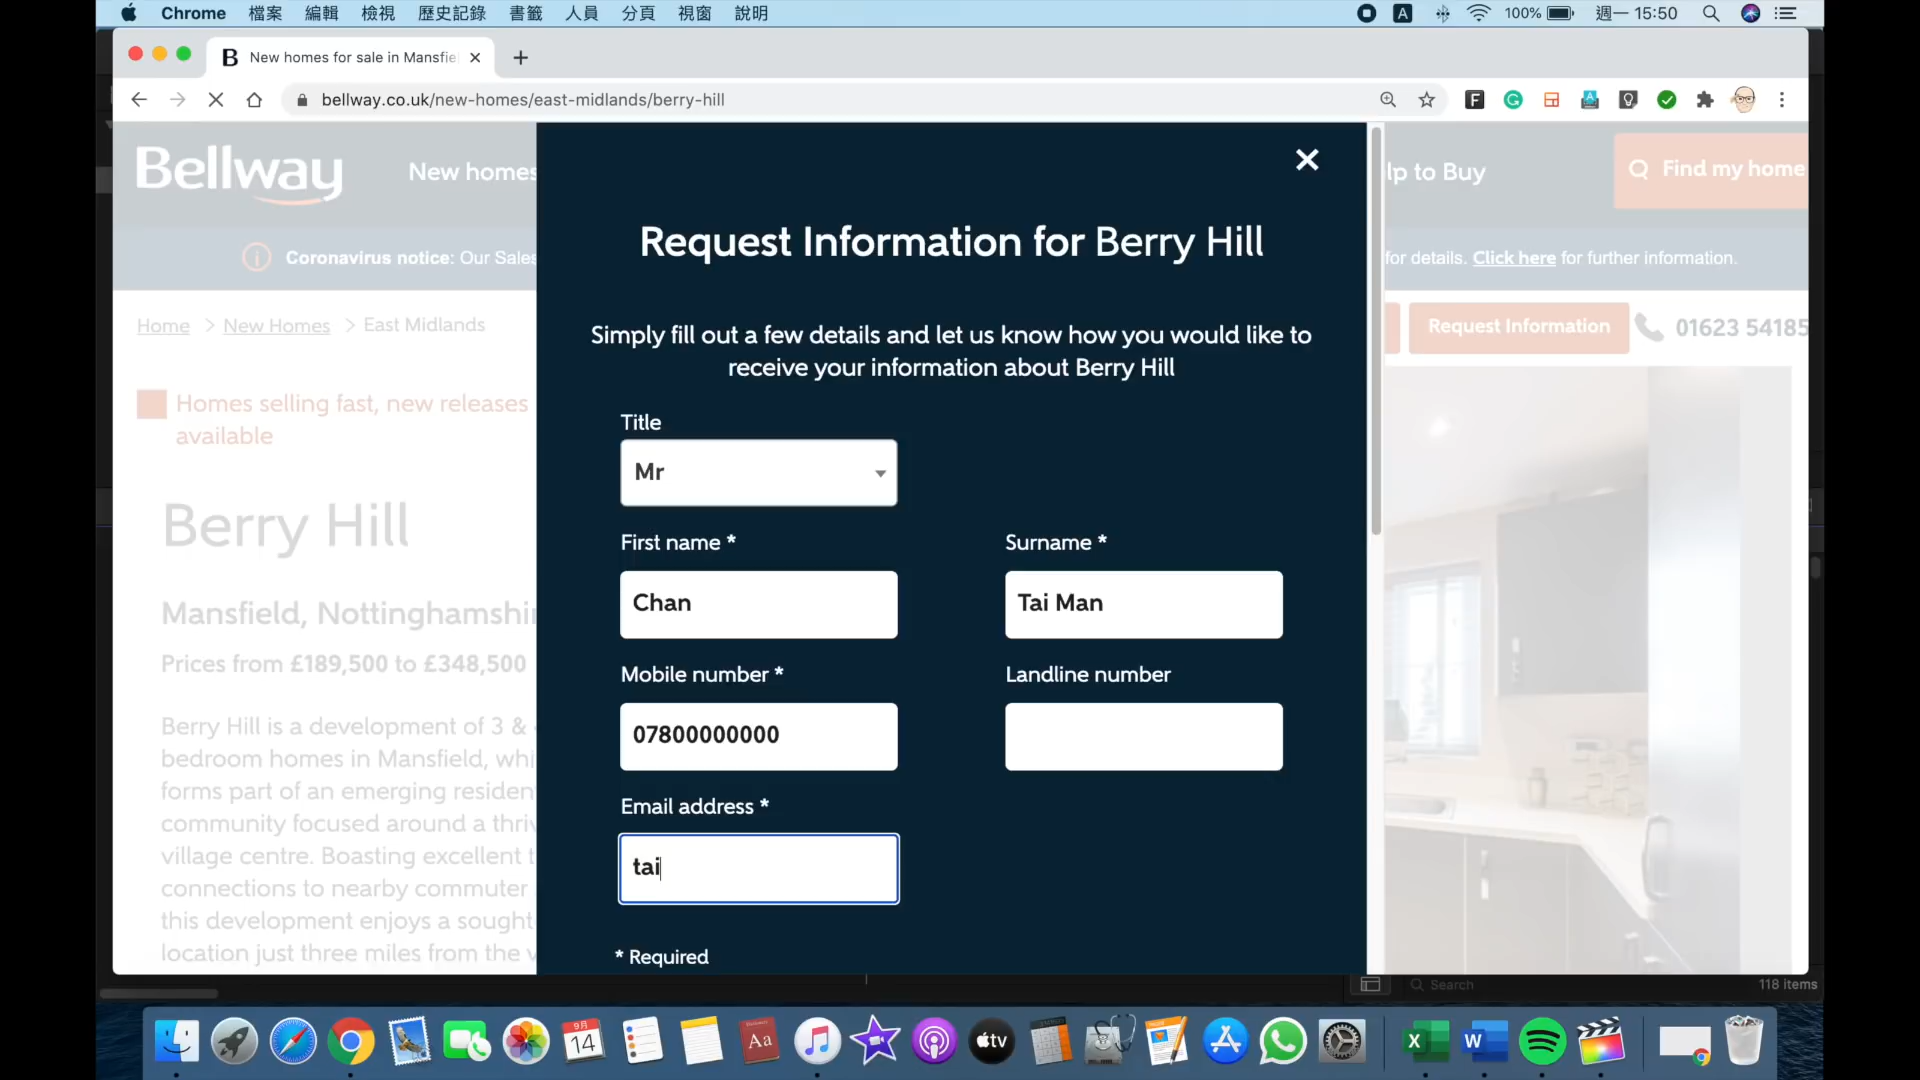 Chrome 檔案 編輯 檢視 歷史記錄 書籤 人員 分頁 視窗 說明
A 100% 週一 15:50
B New homes for sale in Mansfie
bellway.co.uk/new-homes/east-midlands/berry-hill
Bellway New homes lp to Buy Find my home
Coronavirus notice: Our Sales for details. Click here for further information.
Home > New Homes > East Midlands
Request Information 01623 54185
Homes selling fast, new releases
available
Berry Hill
Mansfield, Nottinghamshi
Prices from £189,500 to £348,500
Berry Hill is a development of 3 &
bedroom homes in Mansfield, whi
forms part of an emerging residen
community focused around a thri
village centre. Boasting excellent t
connections to nearby commuter
this development enjoys a sought
location just three miles from the
Request Information for Berry Hill
Simply fill out a few details and let us know how you would like to
receive your information about Berry Hill
Title
Mr
First name * Surname *
Chan Tai Man
Mobile number * Landline number
07800000000
Email address *
tai
* Required
Search 118 items
9月
14
Aa
tv
X
W